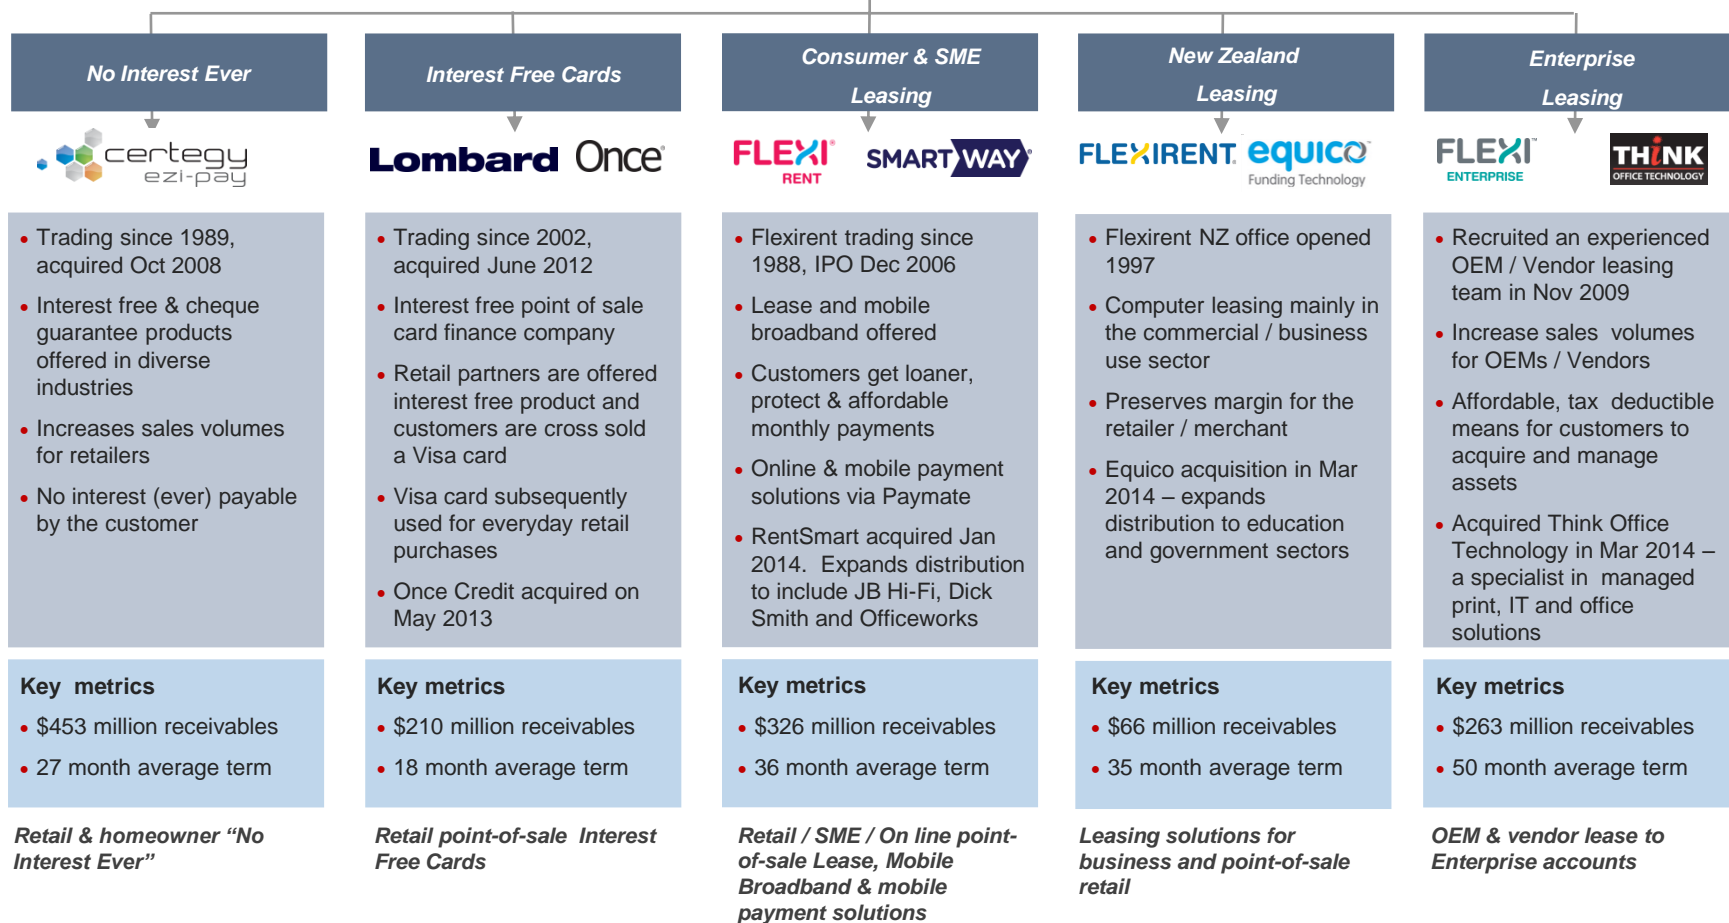 No Interest Ever
certegy
ezi-pay
• Trading since 1989,
acquired Oct 2008
• Interest free & cheque
guarantee products
offered in diverse
industries
• Increases sales volumes
for retailers
• No interest (ever) payable
by the customer
Key metrics
• $453 million receivables
• 27 month average term
Retail & homeowner “No
Interest Ever”
Interest Free Cards
Lombard Once
• Trading since 2002,
acquired June 2012
• Interest free point of sale
card finance company
• Retail partners are offered
interest free product and
customers are cross sold
a Visa card
• Visa card subsequently
used for everyday retail
purchases
• Once Credit acquired on
May 2013
Key metrics
• $210 million receivables
• 18 month average term
Retail point-of-sale Interest
Free Cards
Consumer & SME
Leasing
FLEXI®
RENT
SMARTWAY
• Flexirent trading since
1988, IPO Dec 2006
• Lease and mobile
broadband offered
• Customers get loaner,
protect & affordable
monthly payments
• Online & mobile payment
solutions via Paymate
• RentSmart acquired Jan
2014. Expands distribution
to include JB Hi-Fi, Dick
Smith and Officeworks
Key metrics
• $326 million receivables
• 36 month average term
Retail / SME / On line point-
of-sale Lease, Mobile
Broadband & mobile
payment solutions
New Zealand
Leasing
FLEXIRENT.
equico™
Funding Technology
• Flexirent NZ office opened
1997
• Computer leasing mainly in
the commercial / business
use sector
• Preserves margin for the
retailer / merchant
• Equico acquisition in Mar
2014 – expands
distribution to education
and government sectors
Key metrics
• $66 million receivables
• 35 month average term
Leasing solutions for
business and point-of-sale
retail
Enterprise
Leasing
FLEXI™
ENTERPRISE
THiNK
OFFICE TECHNOLOGY
• Recruited an experienced
OEM / Vendor leasing
team in Nov 2009
• Increase sales volumes
for OEMs / Vendors
• Affordable, tax deductible
means for customers to
acquire and manage
assets
• Acquired Think Office
Technology in Mar 2014 –
a specialist in managed
print, IT and office
solutions
Key metrics
• $263 million receivables
• 50 month average term
OEM & vendor lease to
Enterprise accounts